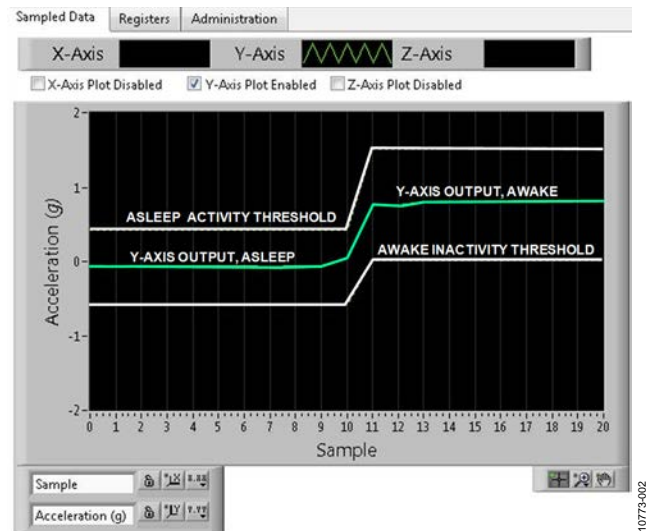 Sampled Data Registers Administration
X-Axis Y-Axis Z-Axis
X-Axis Plot Disabled Y-Axis Plot Enabled Z-Axis Plot Disabled
Acceleration (g)
2
1
0
-1
-2
ASLEEP ACTIVITY THRESHOLD
Y-AXIS OUTPUT, AWAKE
Y-AXIS OUTPUT, ASLEEP
AWAKE INACTIVITY THRESHOLD
0 1 2 3 4 5 6 7 8 9 10 11 12 13 14 15 16 17 18 19 20
Sample
Sample
Acceleration (g)
10773-002